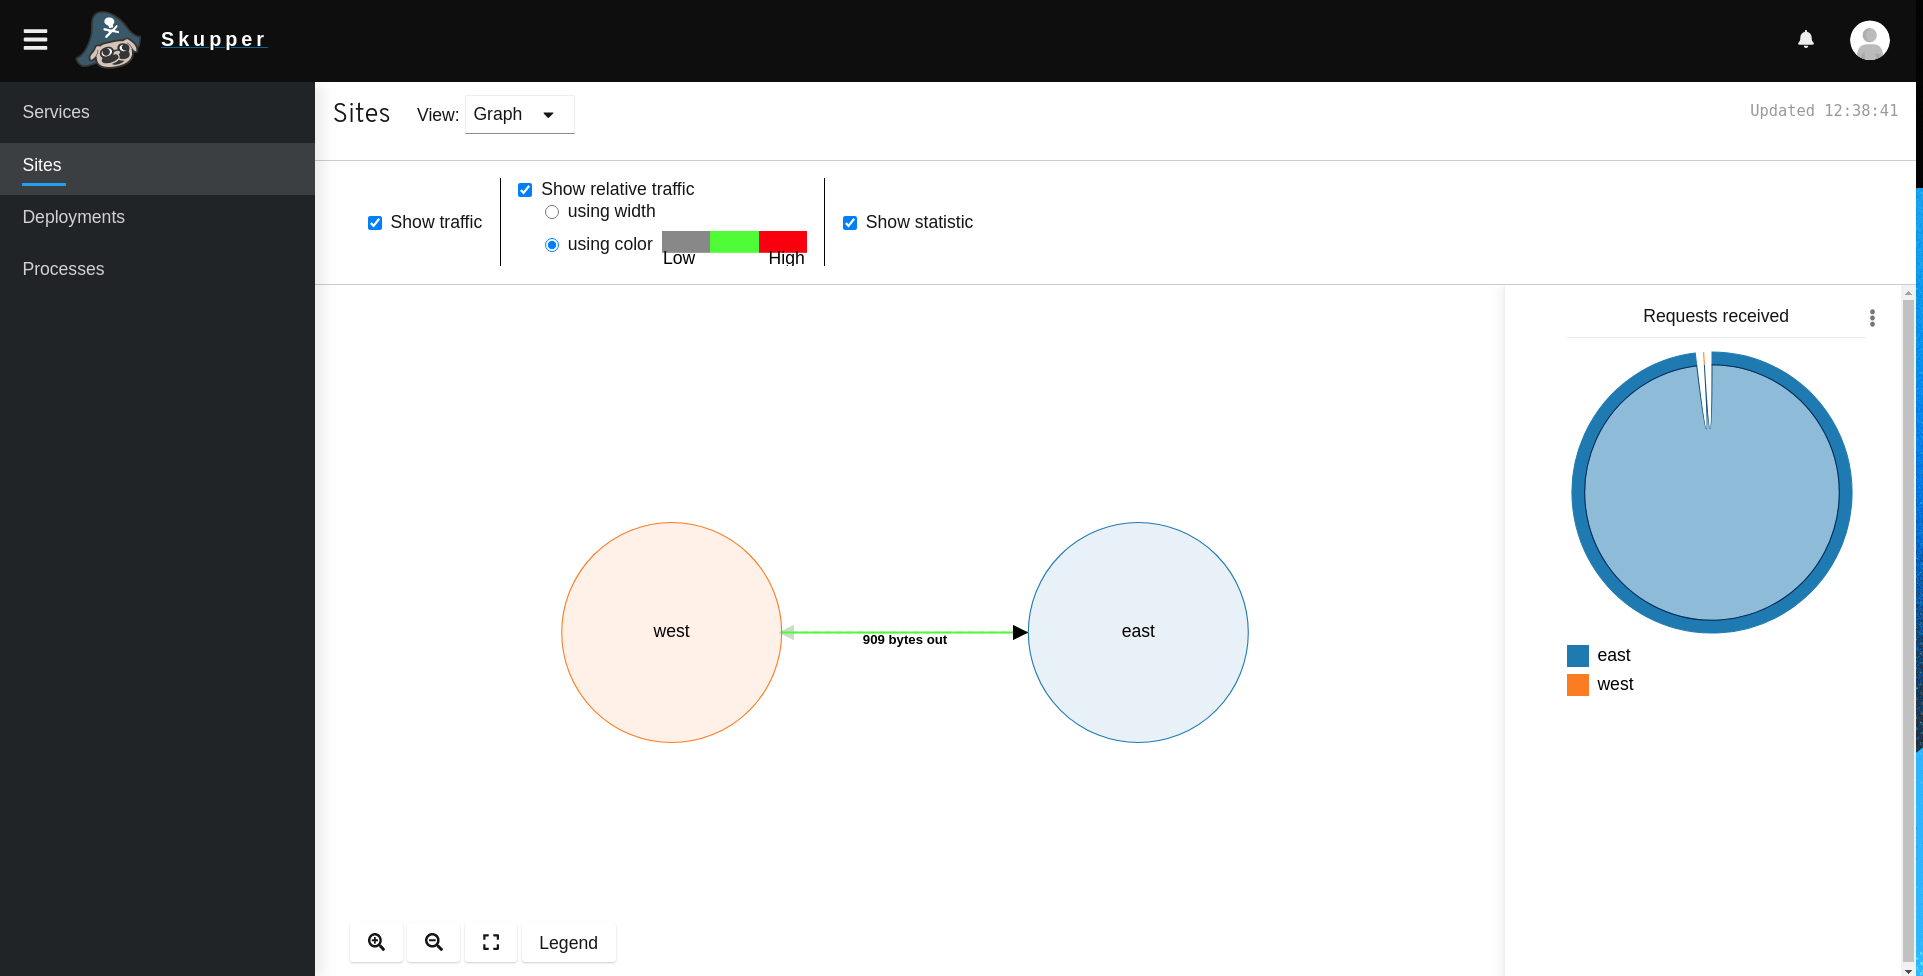 Skupper
Services
Sites
Deployments
Processes
Sites View: Graph
Updated 12:38:41
Show traffic
Show relative traffic
using width
using color
Low High
Show statistic
Requests received
west
909 bytes out
east
east
west
Legend